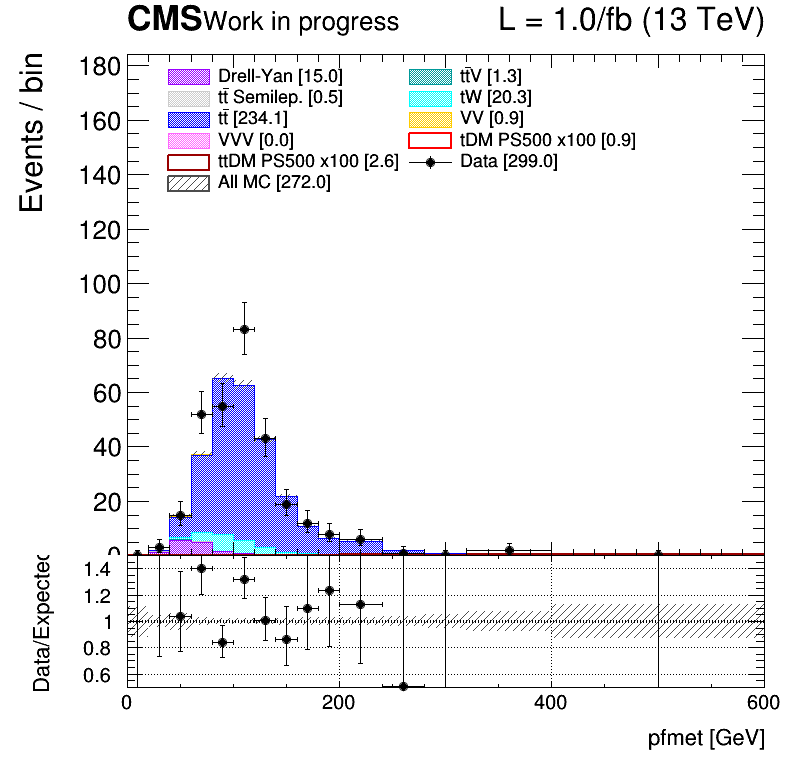 CMS Work in progress L = 1.0/fb (13 TeV)
Events / bin
180
160
140
120
100
80
60
40
20
0
Drell-Yan [15.0] tt̄V [1.3]
tt̄ Semilep. [0.5] tW [20.3]
tt̄ [234.1] VV [0.9]
VVV [0.0] tDM PS500 x100 [0.9]
ttDM PS500 x100 [2.6] Data [299.0]
All MC [272.0]
Data/Expected
1.4
1.2
1
0.8
0.6
0 200 400 600
pfmet [GeV]